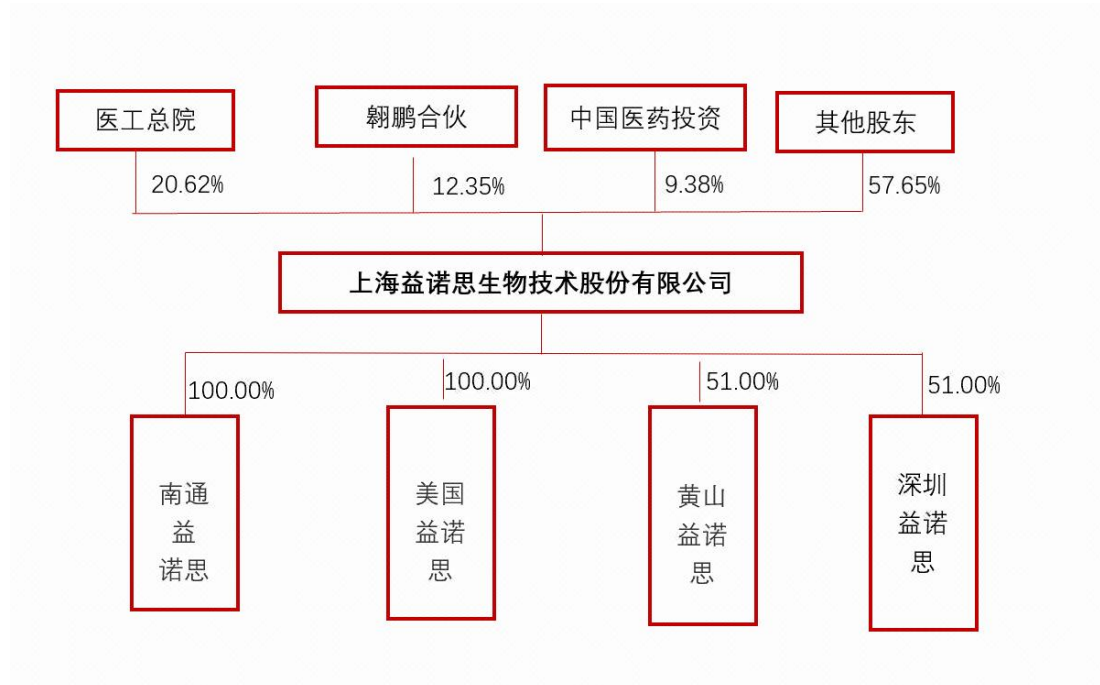 医工总院
翱鹏合伙
中国医药投资
其他股东
20.62%
12.35%
9.38%
57.65%
上海益诺思生物技术股份有限公司
100.00%
100.00%
51.00%
51.00%
南通
益
诺思
美国
益诺
思
黄山
益诺
思
深圳
益诺
思